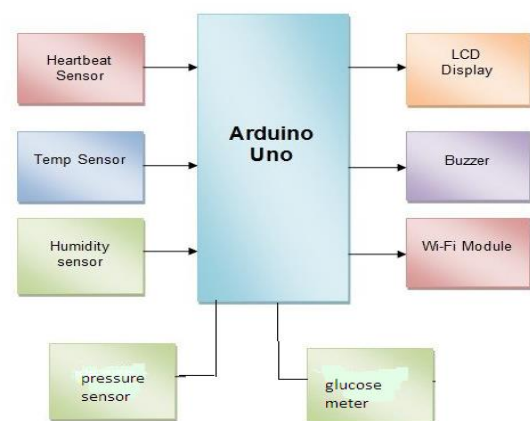 Heartbeat
Sensor
Temp Sensor
Humidity
sensor
Arduino
Uno
LCD
Display
Buzzer
Wi-Fi Module
pressure
sensor
glucose
meter